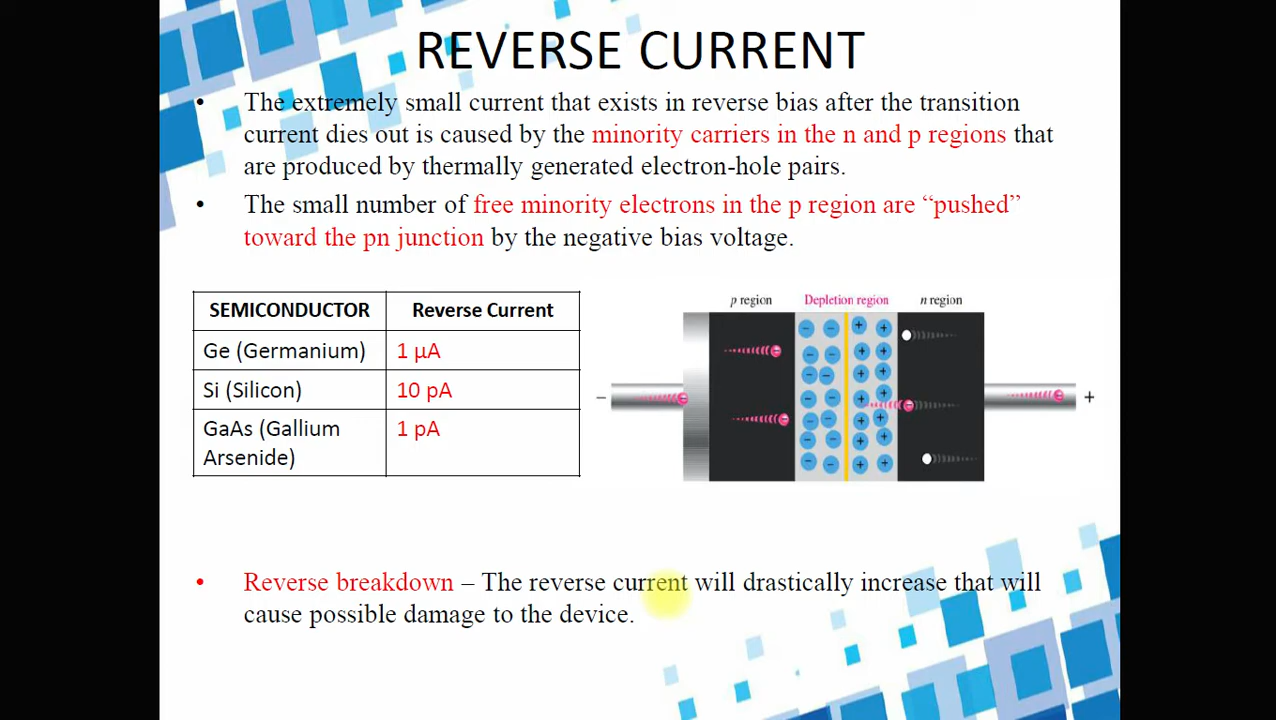 REVERSE CURRENT
• The extremely small current that exists in reverse bias after the transition
current dies out is caused by the minority carriers in the n and p regions that
are produced by thermally generated electron-hole pairs.
• The small number of free minority electrons in the p region are “pushed”
toward the pn junction by the negative bias voltage.
SEMICONDUCTOR Reverse Current
Ge (Germanium) 1 µA
Si (Silicon) 10 pA
GaAs (Gallium 1 pA
Arsenide)
p region Depletion region n region
− +
• Reverse breakdown – The reverse current will drastically increase that will
cause possible damage to the device.